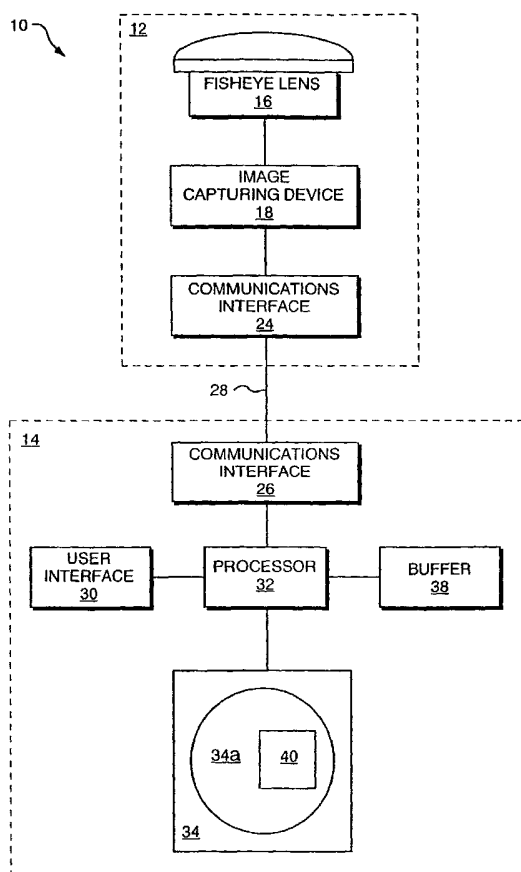 10
12
FISHEYE LENS
16
IMAGE
CAPTURING DEVICE
18
COMMUNICATIONS
INTERFACE
24
28
14
COMMUNICATIONS
INTERFACE
26
USER
INTERFACE
30
PROCESSOR
32
BUFFER
38
34a
40
34